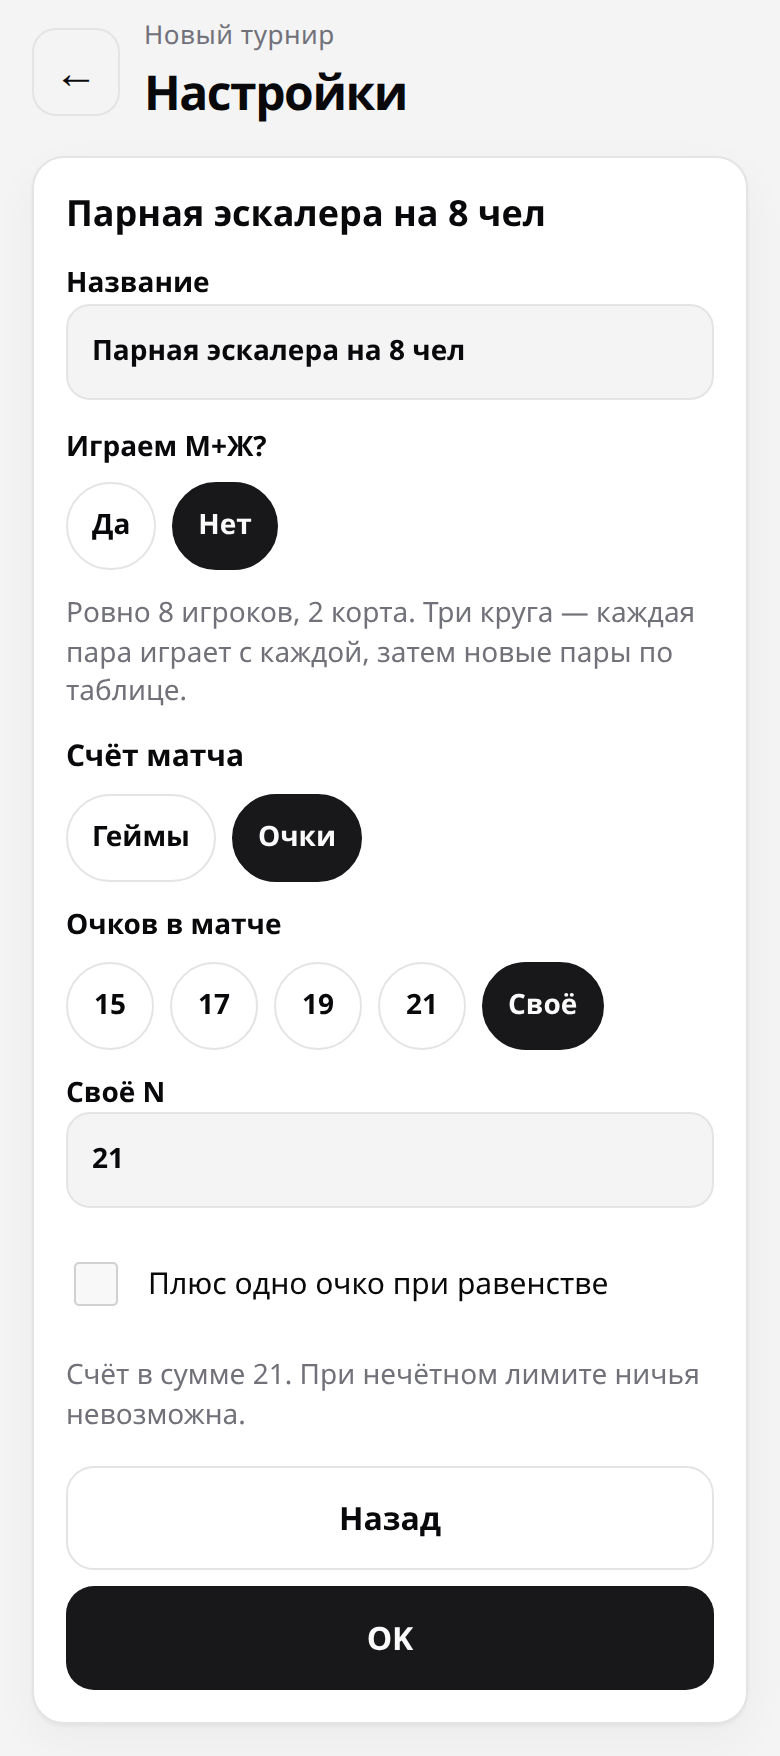 Новый турнир
←
Настройки
Парная эскалера на 8 чел
Название
Парная эскалера на 8 чел
Играем М+Ж?
Да Нет
Ровно 8 игроков, 2 корта. Три круга — каждая
пара играет с каждой, затем новые пары по
таблице.
Счёт матча
Геймы Очки
Очков в матче
15 17 19 21 Своё
Своё N
21
Плюс одно очко при равенстве
Счёт в сумме 21. При нечётном лимите ничья
невозможна.
Назад
OK